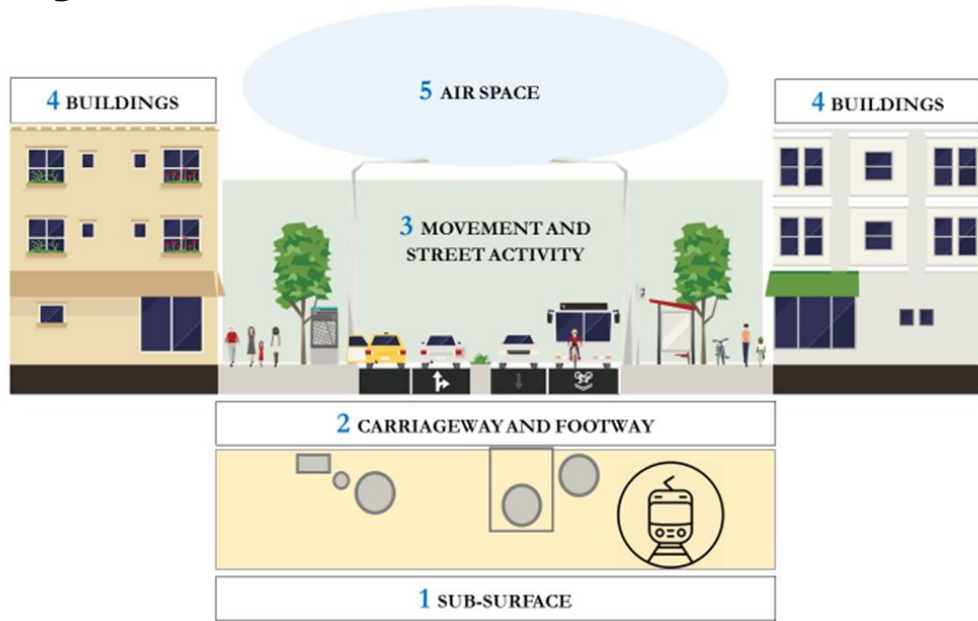 5 AIR SPACE
4 BUILDINGS
4 BUILDINGS
3 MOVEMENT AND
STREET ACTIVITY
2 CARRIAGEWAY AND FOOTWAY
1 SUB-SURFACE